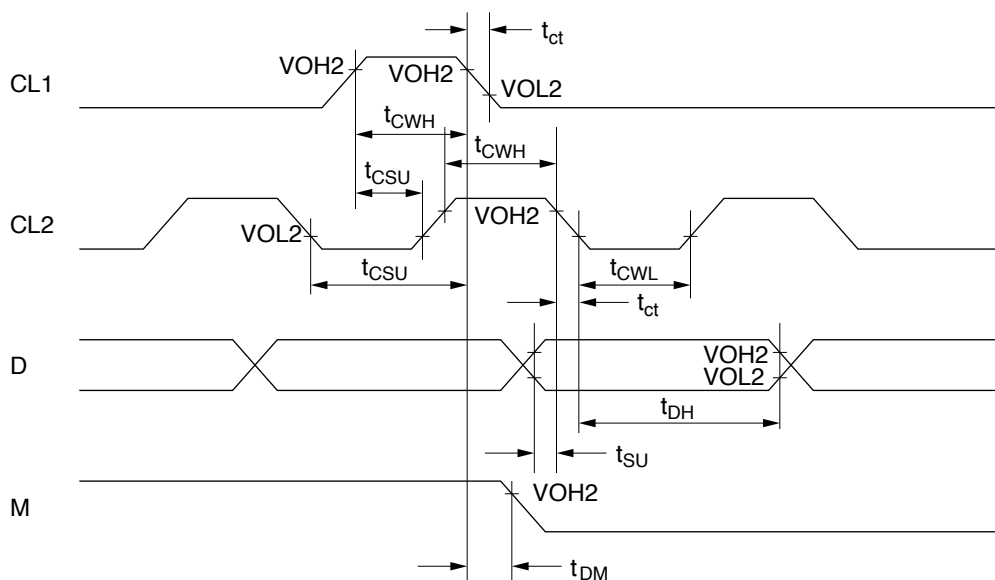 t_ct
VOH2
VOH2
CL1
VOL2
t_CWH
t_CWH
t_CSU
VOH2
CL2
VOL2
t_CSU
t_CWL
t_ct
VOH2
D
VOL2
t_DH
t_SU
VOH2
M
t_DM